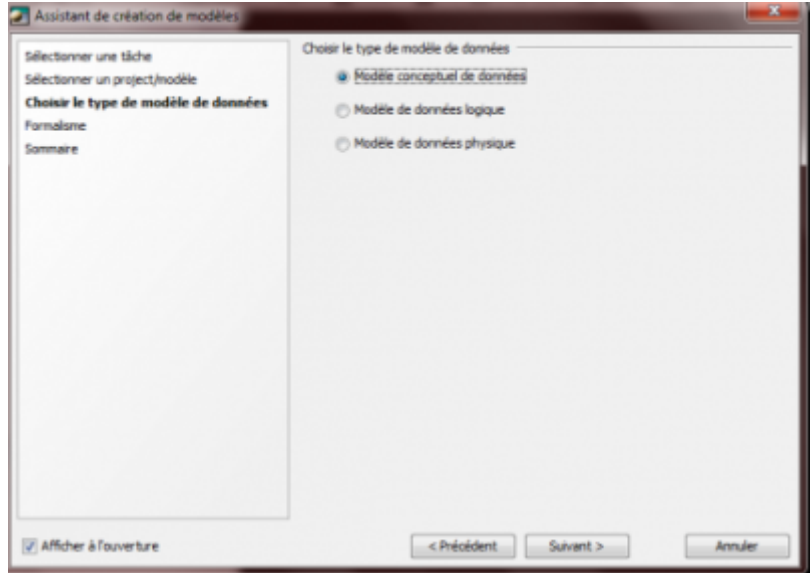 Assistant de création de modèles
Sélectionner une tâche
Sélectionner un project/modèle
Choisir le type de modèle de données
Formalisme
Sommaire
Choisir le type de modèle de données
Modèle conceptuel de données
Modèle de données logique
Modèle de données physique
Afficher à l'ouverture
< Précédent
Suivant >
Annuler